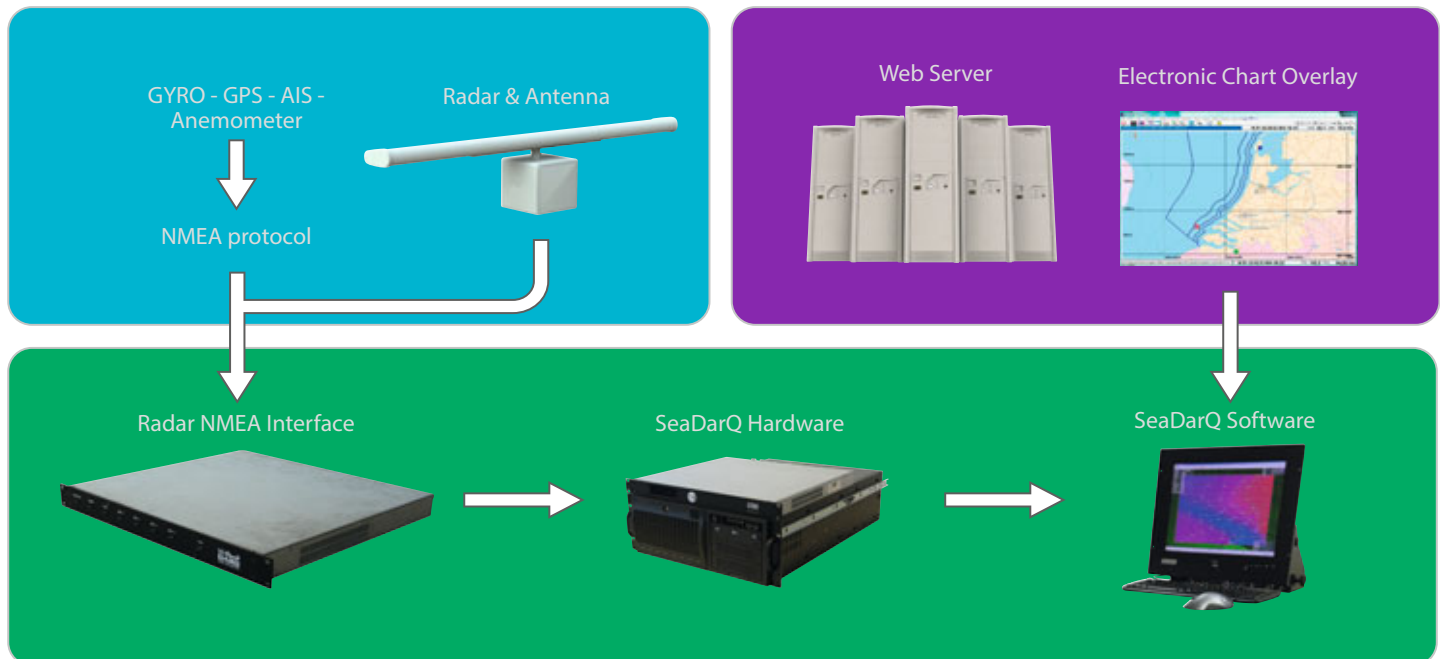 GYRO - GPS - AIS -
Anemometer
Radar & Antenna
NMEA protocol
Web Server
Electronic Chart Overlay
Radar NMEA Interface
SeaDarQ Hardware
SeaDarQ Software